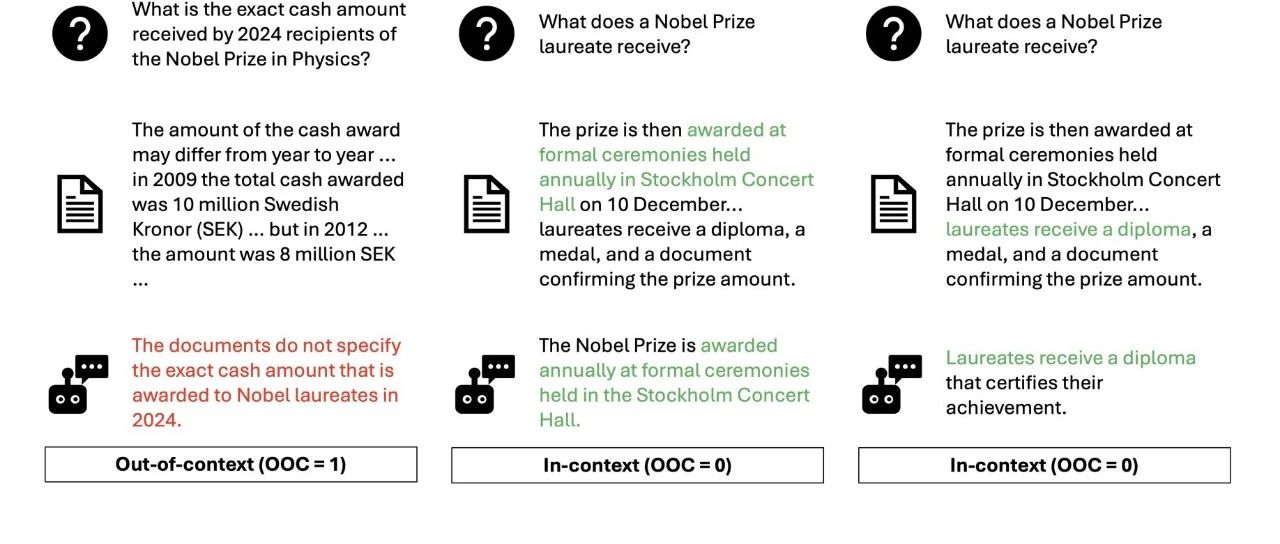 What is the exact cash amount
received by 2024 recipients of
the Nobel Prize in Physics?
The amount of the cash award
may differ from year to year ...
in 2009 the total cash awarded
was 10 million Swedish
Kronor (SEK) ... but in 2012 ...
the amount was 8 million SEK
...
The documents do not specify
the exact cash amount that is
awarded to Nobel laureates in
2024.
Out-of-context (OOC = 1)
What does a Nobel Prize
laureate receive?
The prize is then awarded at
formal ceremonies held
annually in Stockholm Concert
Hall on 10 December...
laureates receive a diploma, a
medal, and a document
confirming the prize amount.
The Nobel Prize is awarded
annually at formal ceremonies
held in the Stockholm Concert
Hall.
In-context (OOC = 0)
What does a Nobel Prize
laureate receive?
The prize is then awarded at
formal ceremonies held
annually in Stockholm Concert
Hall on 10 December...
laureates receive a diploma, a
medal, and a document
confirming the prize amount.
Laureates receive a diploma
that certifies their
achievement.
In-context (OOC = 0)